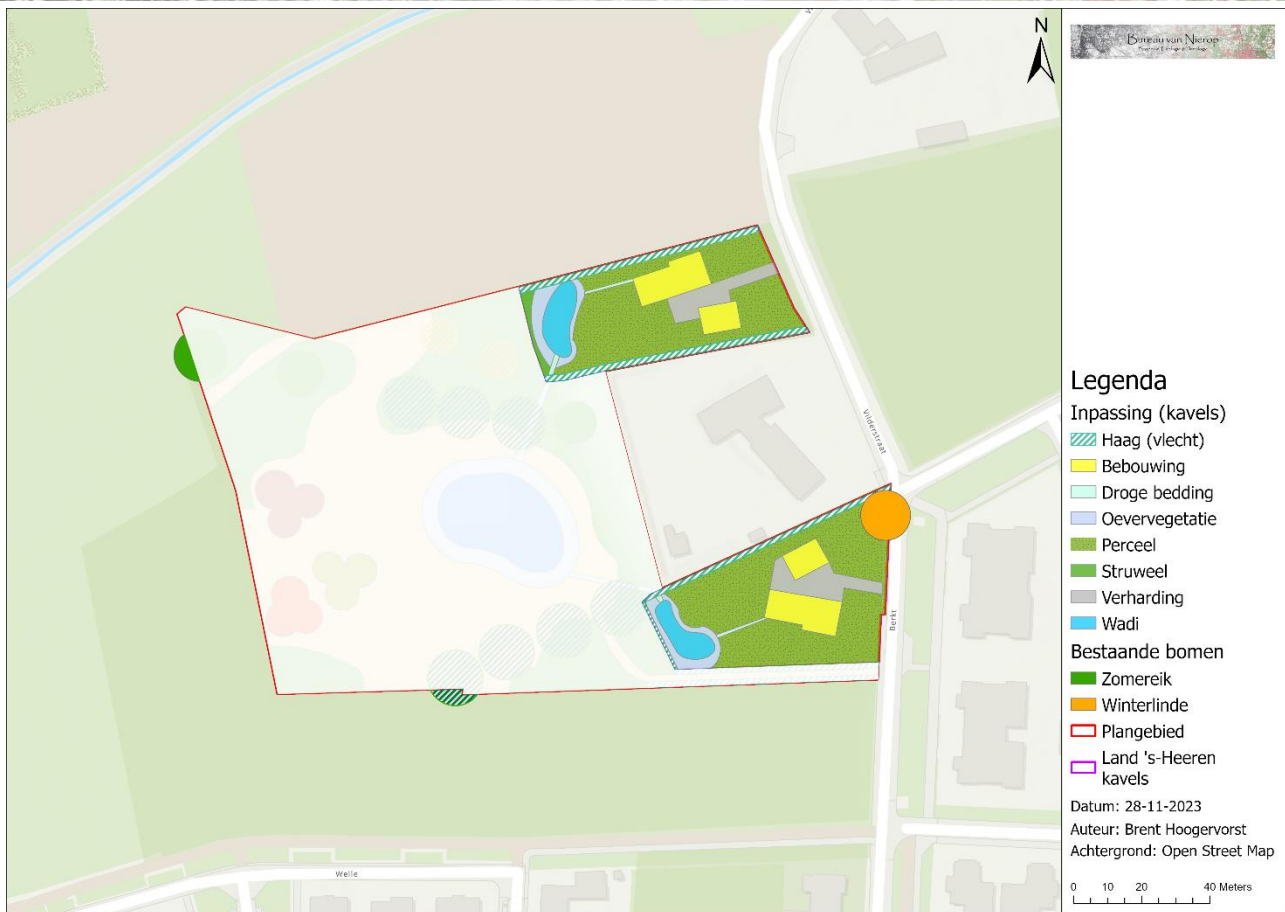 N
Bureau van Nierop
Legenda
Inpassing (kavels)
Haag (vlecht)
Bebouwing
Droge bedding
Oevervegetatie
Perceel
Struweel
Verharding
Wadi
Bestaande bomen
Zomereik
Winterlinde
Plangebied
Land 's-Heeren
kavels
Datum: 28-11-2023
Auteur: Brent Hoogervorst
Achtergrond: Open Street Map
0 10 20 40 Meters
Vilderstraat
Berkt
Welle